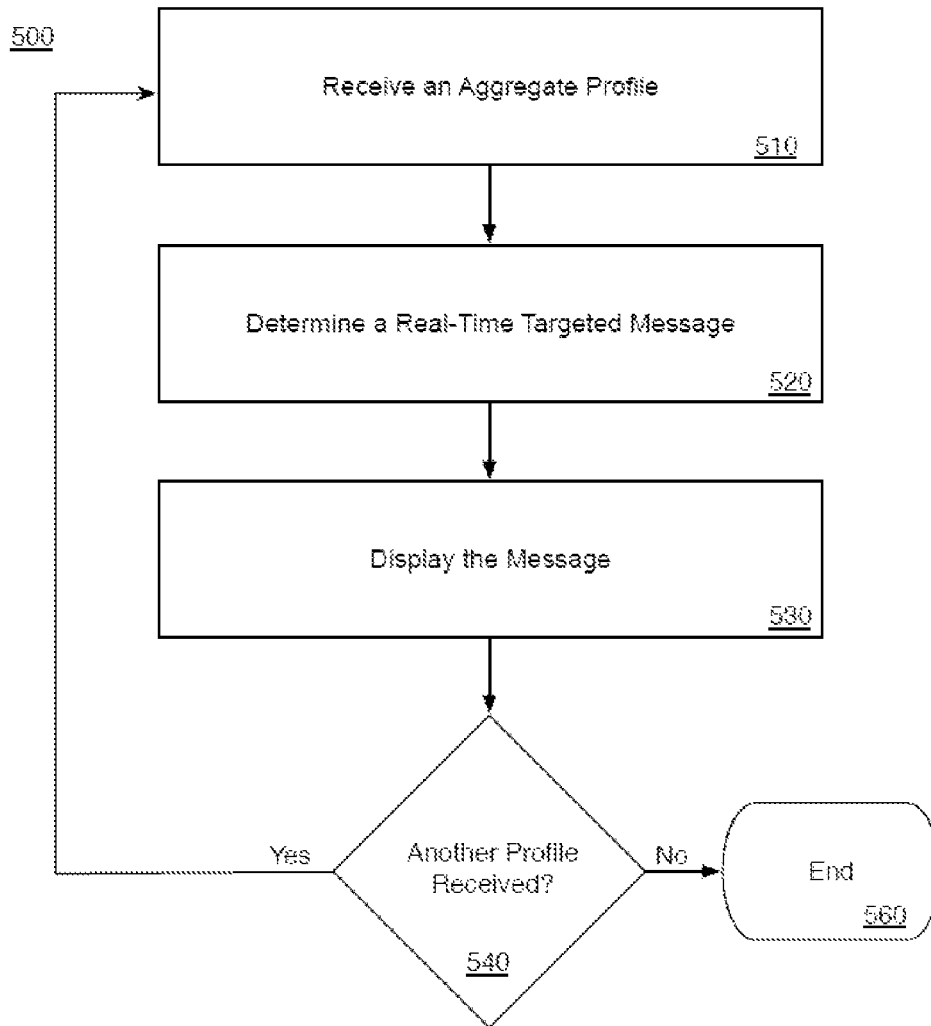 500
Receive an Aggregate Profile
510
Determine a Real-Time Targeted Message
520
Display the Message
530
Another Profile
Received?
540
Yes
No
End
560